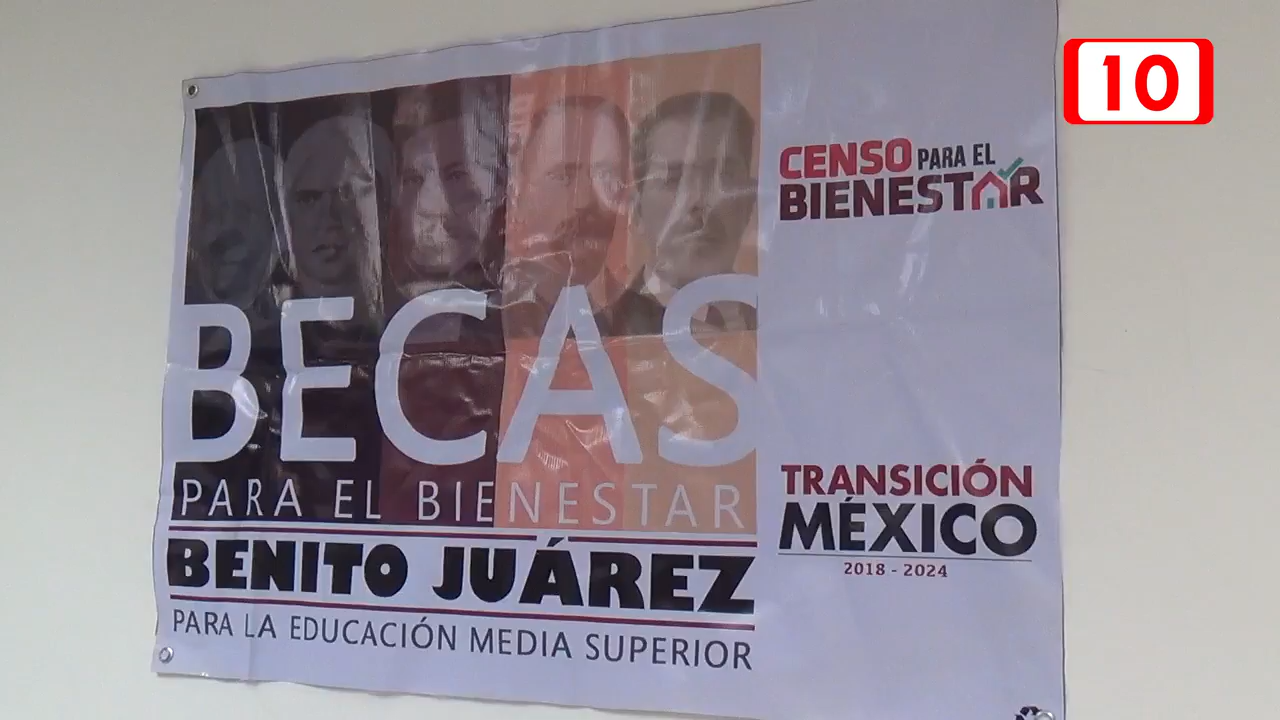 10
CENSO PARA EL
BIENESTAR
BECAS
PARA EL BIENESTAR
BENITO JUÁREZ
PARA LA EDUCACIÓN MEDIA SUPERIOR
TRANSICIÓN
MÉXICO
2018 - 2024